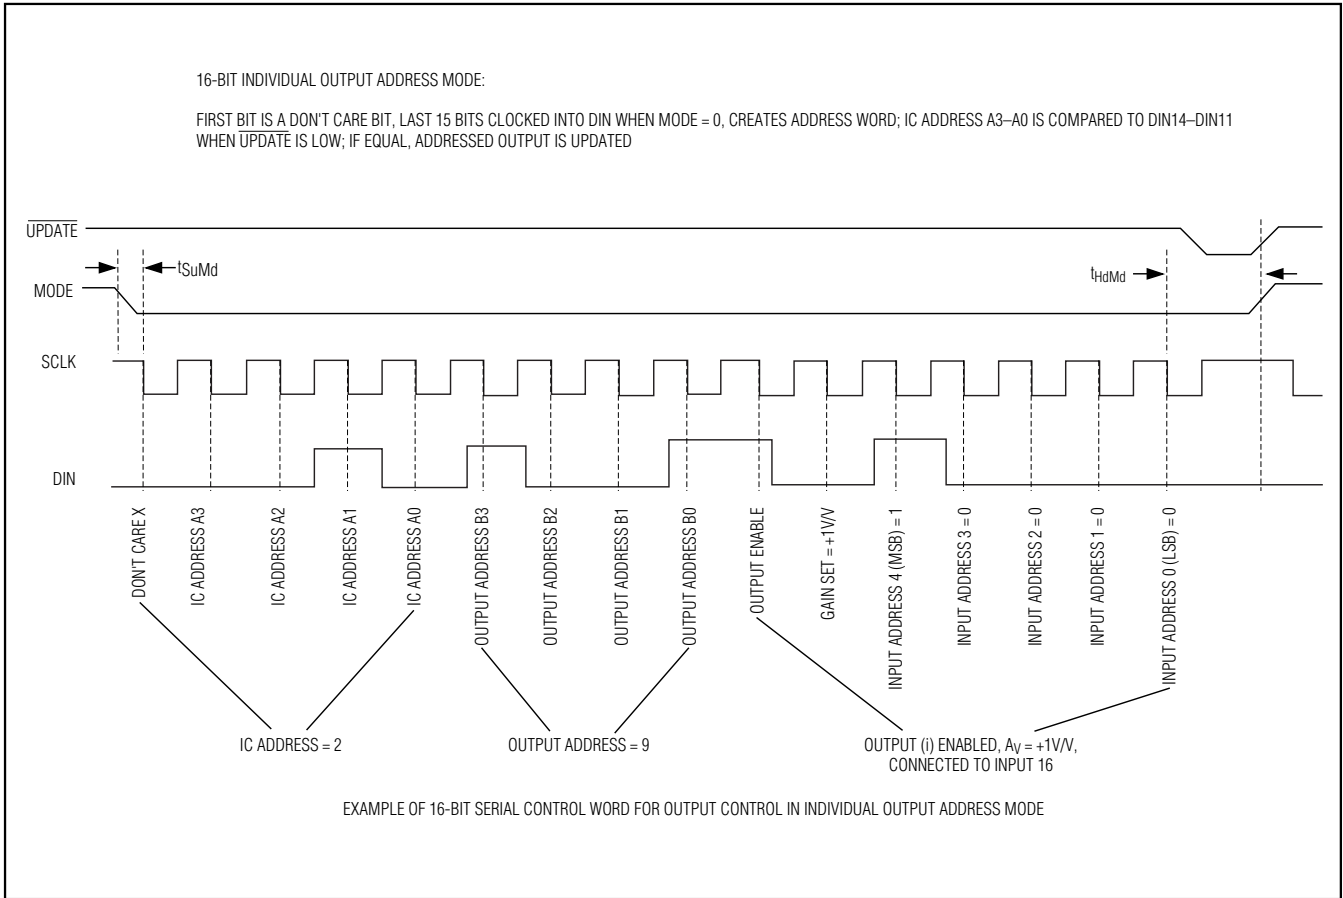 16-BIT INDIVIDUAL OUTPUT ADDRESS MODE:
FIRST BIT IS A DON'T CARE BIT, LAST 15 BITS CLOCKED INTO DIN WHEN MODE = 0, CREATES ADDRESS WORD; IC ADDRESS A3–A0 IS COMPARED TO DIN14–DIN11
WHEN UPDATE IS LOW; IF EQUAL, ADDRESSED OUTPUT IS UPDATED
UPDATE
tSuMd
tHdMd
MODE
SCLK
DIN
DON'T CARE X
IC ADDRESS A3
IC ADDRESS A2
IC ADDRESS A1
IC ADDRESS A0
OUTPUT ADDRESS B3
OUTPUT ADDRESS B2
OUTPUT ADDRESS B1
OUTPUT ADDRESS B0
OUTPUT ENABLE
GAIN SET = +1V/V
INPUT ADDRESS 4 (MSB) = 1
INPUT ADDRESS 3 = 0
INPUT ADDRESS 2 = 0
INPUT ADDRESS 1 = 0
INPUT ADDRESS 0 (LSB) = 0
IC ADDRESS = 2
OUTPUT ADDRESS = 9
OUTPUT (i) ENABLED, AV = +1V/V,
CONNECTED TO INPUT 16
EXAMPLE OF 16-BIT SERIAL CONTROL WORD FOR OUTPUT CONTROL IN INDIVIDUAL OUTPUT ADDRESS MODE